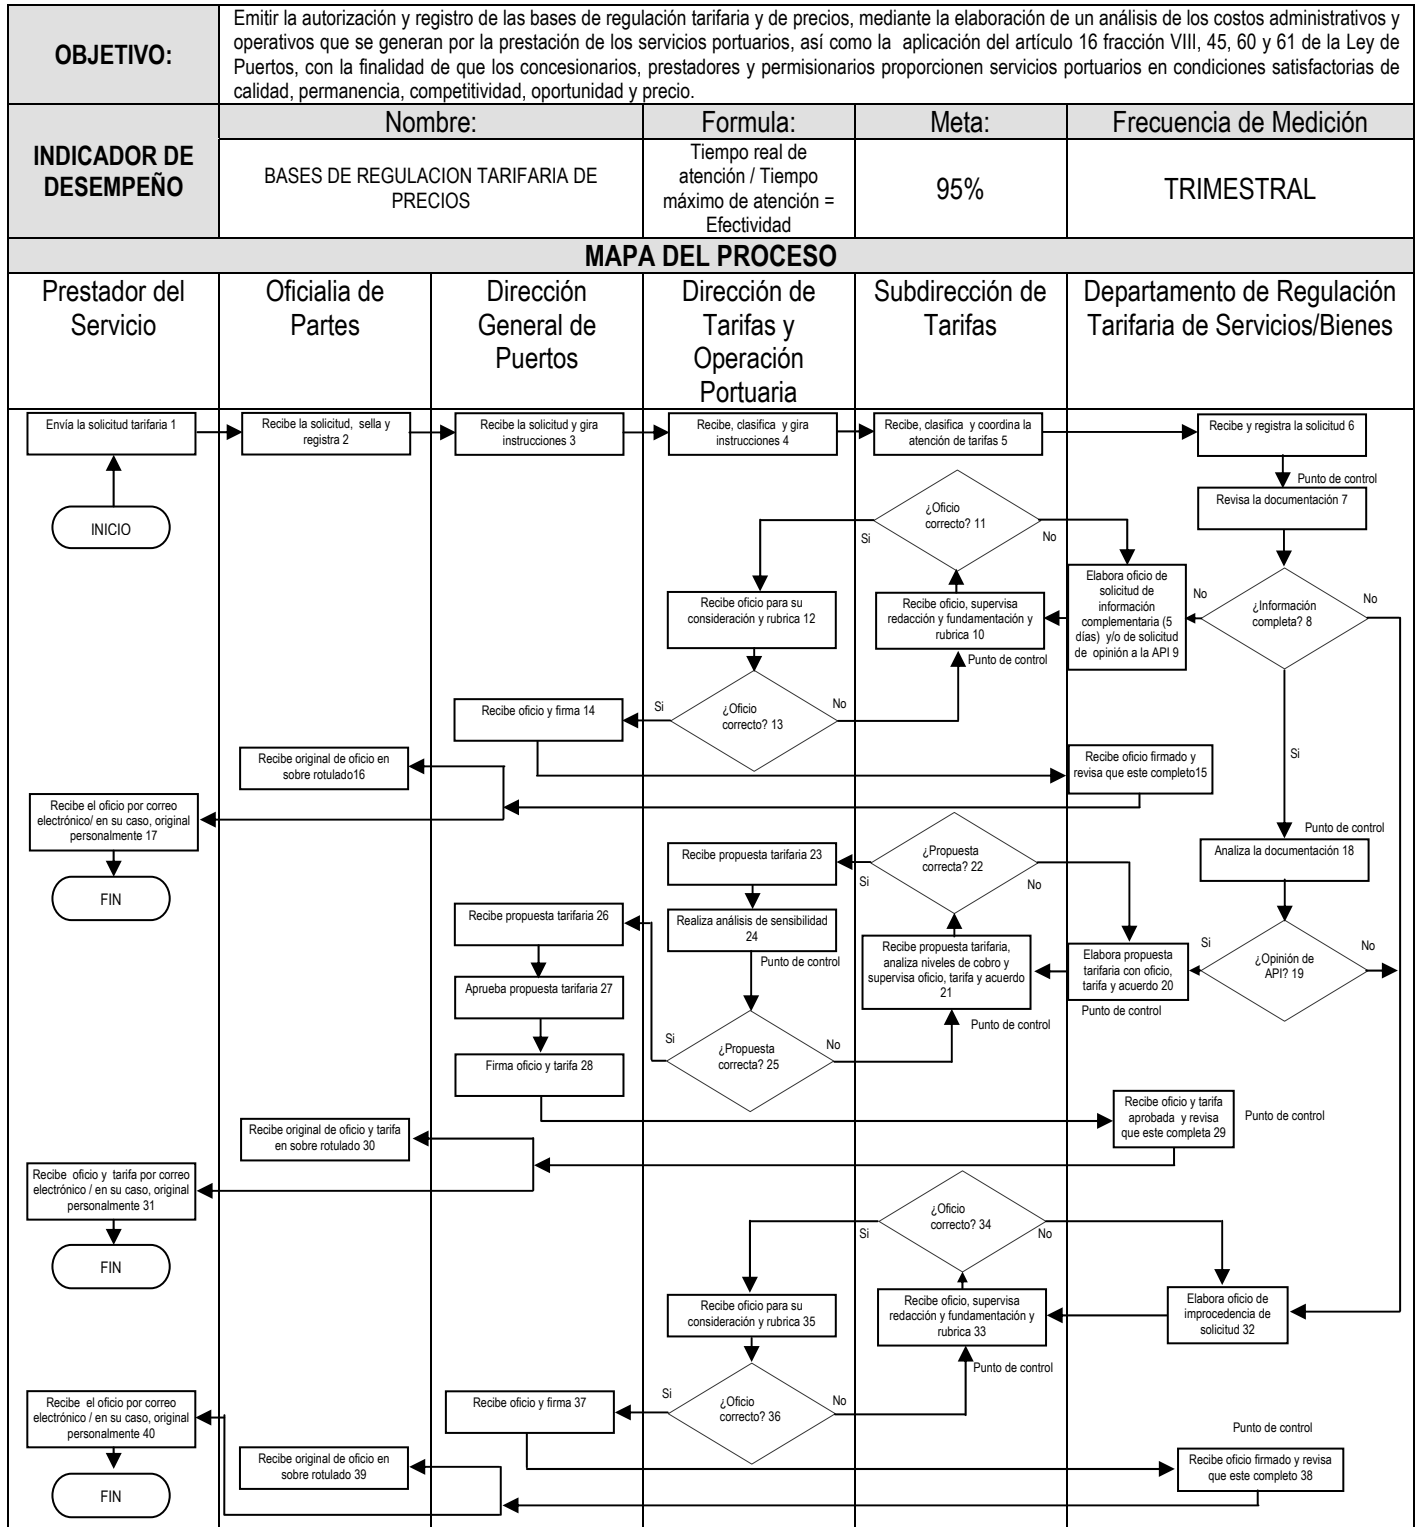 OBJETIVO:
Emitir la autorización y registro de las bases de regulación tarifaria y de precios, mediante la elaboración de un análisis de los costos administrativos y
operativos que se generan por la prestación de los servicios portuarios, así como la aplicación del artículo 16 fracción VIII, 45, 60 y 61 de la Ley de
Puertos, con la finalidad de que los concesionarios, prestadores y permisionarios proporcionen servicios portuarios en condiciones satisfactorias de
calidad, permanencia, competitividad, oportunidad y precio.
INDICADOR DE
DESEMPEÑO
Nombre:
Formula:
Meta:
Frecuencia de Medición
BASES DE REGULACION TARIFARIA DE
PRECIOS
Tiempo real de
atención / Tiempo
máximo de atención =
Efectividad
95%
TRIMESTRAL
MAPA DEL PROCESO
Prestador del
Servicio
Oficialia de
Partes
Dirección
General de
Puertos
Dirección de
Tarifas y
Operación
Portuaria
Subdirección de
Tarifas
Departamento de Regulación
Tarifaria de Servicios/Bienes
Envía la solicitud tarifaria 1
Recibe la solicitud, sella y
registra 2
Recibe la solicitud y gira
instrucciones 3
Recibe, clasifica y gira
instrucciones 4
Recibe, clasifica y coordina la
atención de tarifas 5
Recibe y registra la solicitud 6
Punto de control
Revisa la documentación 7
INICIO
¿Oficio
correcto? 11
Si
No
Elabora oficio de
solicitud de
información
complementaria (5
días) y/o de solicitud
de opinión a la API 9
No
¿Información
completa? 8
No
Recibe oficio para su
consideración y rubrica 12
Recibe oficio, supervisa
redacción y fundamentación y
rubrica 10
Punto de control
Recibe oficio y firma 14
Si
¿Oficio
correcto? 13
No
Si
Recibe original de oficio en
sobre rotulado16
Recibe oficio firmado y
revisa que este completo15
Recibe el oficio por correo
electrónico/ en su caso, original
personalmente 17
FIN
Punto de control
Analiza la documentación 18
Recibe propuesta tarifaria 23
¿Propuesta
correcta? 22
Si
No
Recibe propuesta tarifaria 26
Realiza análisis de sensibilidad
24
Punto de control
Recibe propuesta tarifaria,
analiza niveles de cobro y
supervisa oficio, tarifa y acuerdo
21
Punto de control
Elabora propuesta
tarifaria con oficio,
tarifa y acuerdo 20
Punto de control
Si
¿Opinión de
API? 19
No
Aprueba propuesta tarifaria 27
Firma oficio y tarifa 28
Si
¿Propuesta
correcta? 25
No
Recibe oficio y tarifa
aprobada y revisa
que este completa 29
Punto de control
Recibe original de oficio y tarifa
en sobre rotulado 30
Recibe oficio y tarifa por correo
electrónico / en su caso, original
personalmente 31
FIN
¿Oficio
correcto? 34
Si
No
Recibe oficio para su
consideración y rubrica 35
Recibe oficio, supervisa
redacción y fundamentación y
rubrica 33
Punto de control
Elabora oficio de
improcedencia de
solicitud 32
Recibe oficio y firma 37
Si
¿Oficio
correcto? 36
No
Recibe el oficio por correo
electrónico / en su caso, original
personalmente 40
FIN
Recibe original de oficio en
sobre rotulado 39
Punto de control
Recibe oficio firmado y revisa
que este completo 38